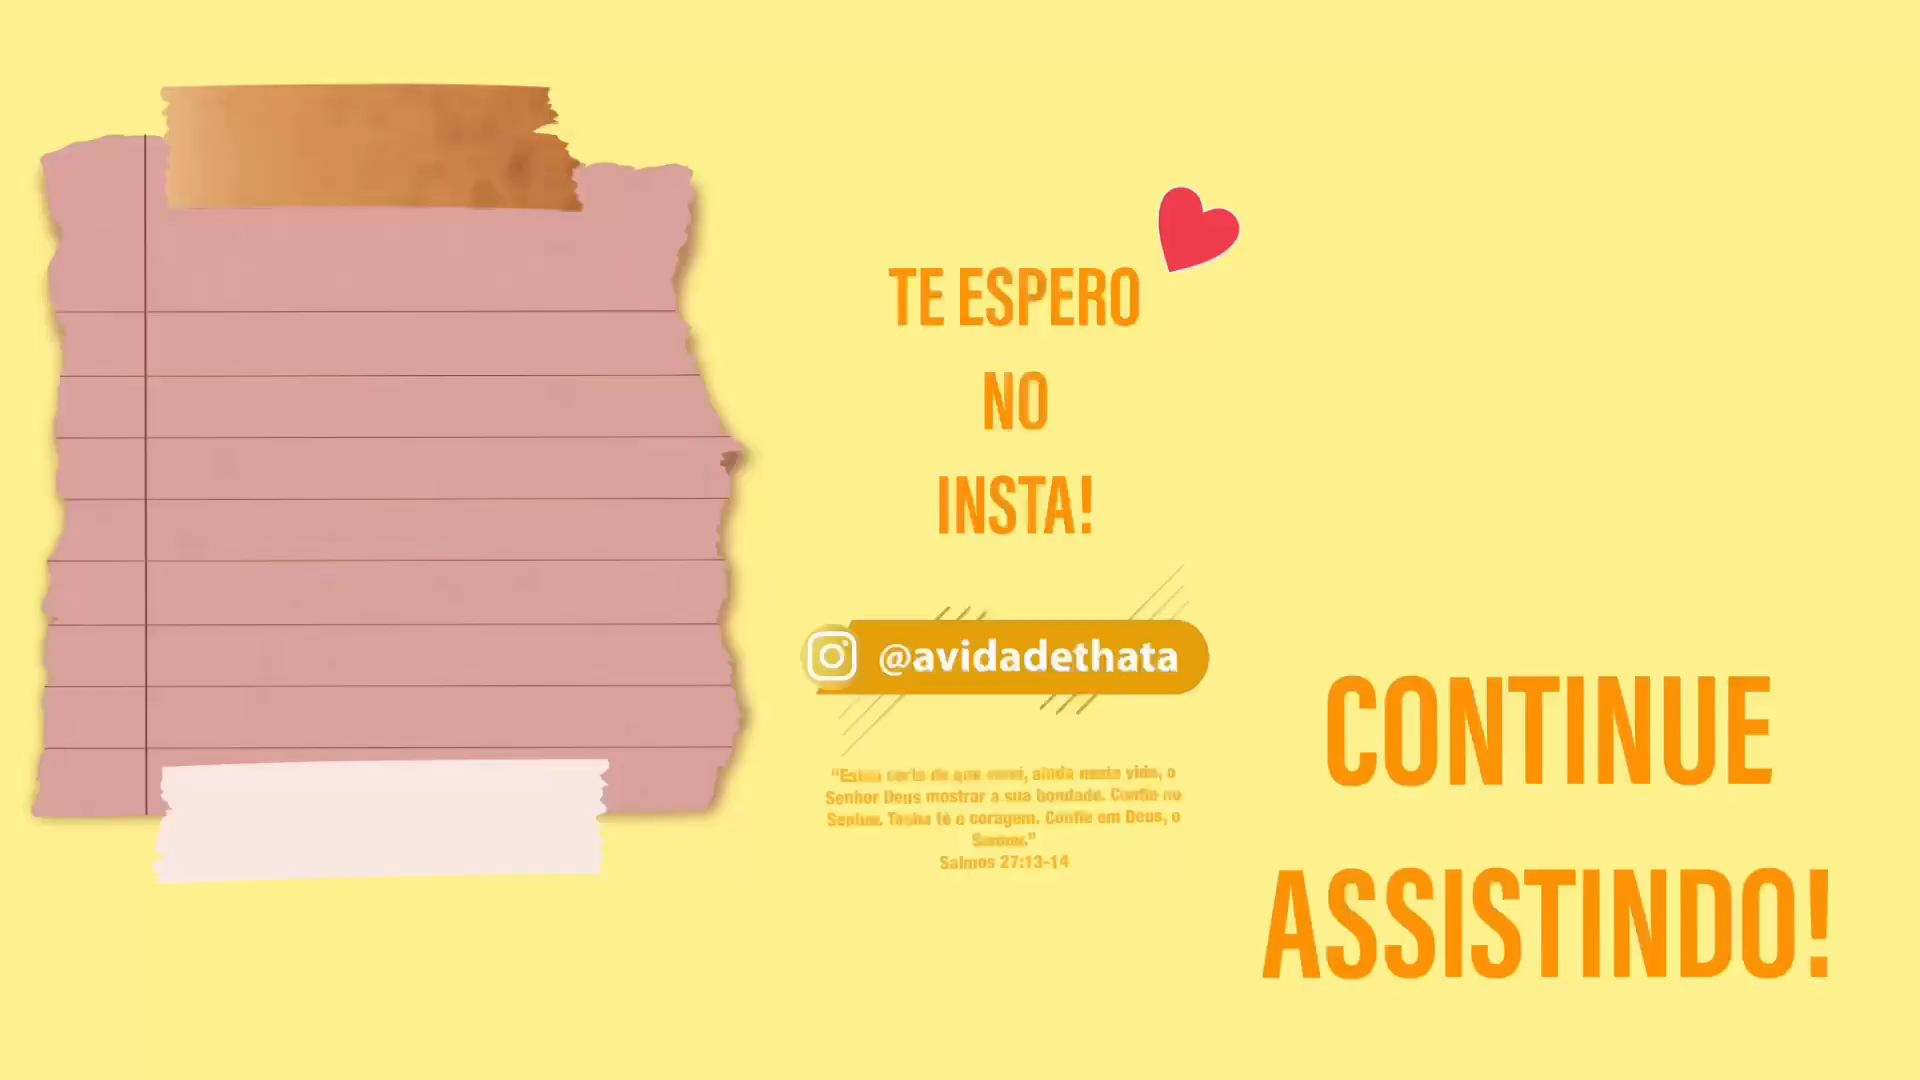 TE ESPERO
NO
INSTA!
@avidadethata
“Estou certo de que verei, ainda nesta vida, o
Senhor Deus mostrar a sua bondade. Confie no
Senhor. Tenha fé e coragem. Confie em Deus, o
Senhor.”
Salmos 27:13-14
CONTINUE
ASSISTINDO!